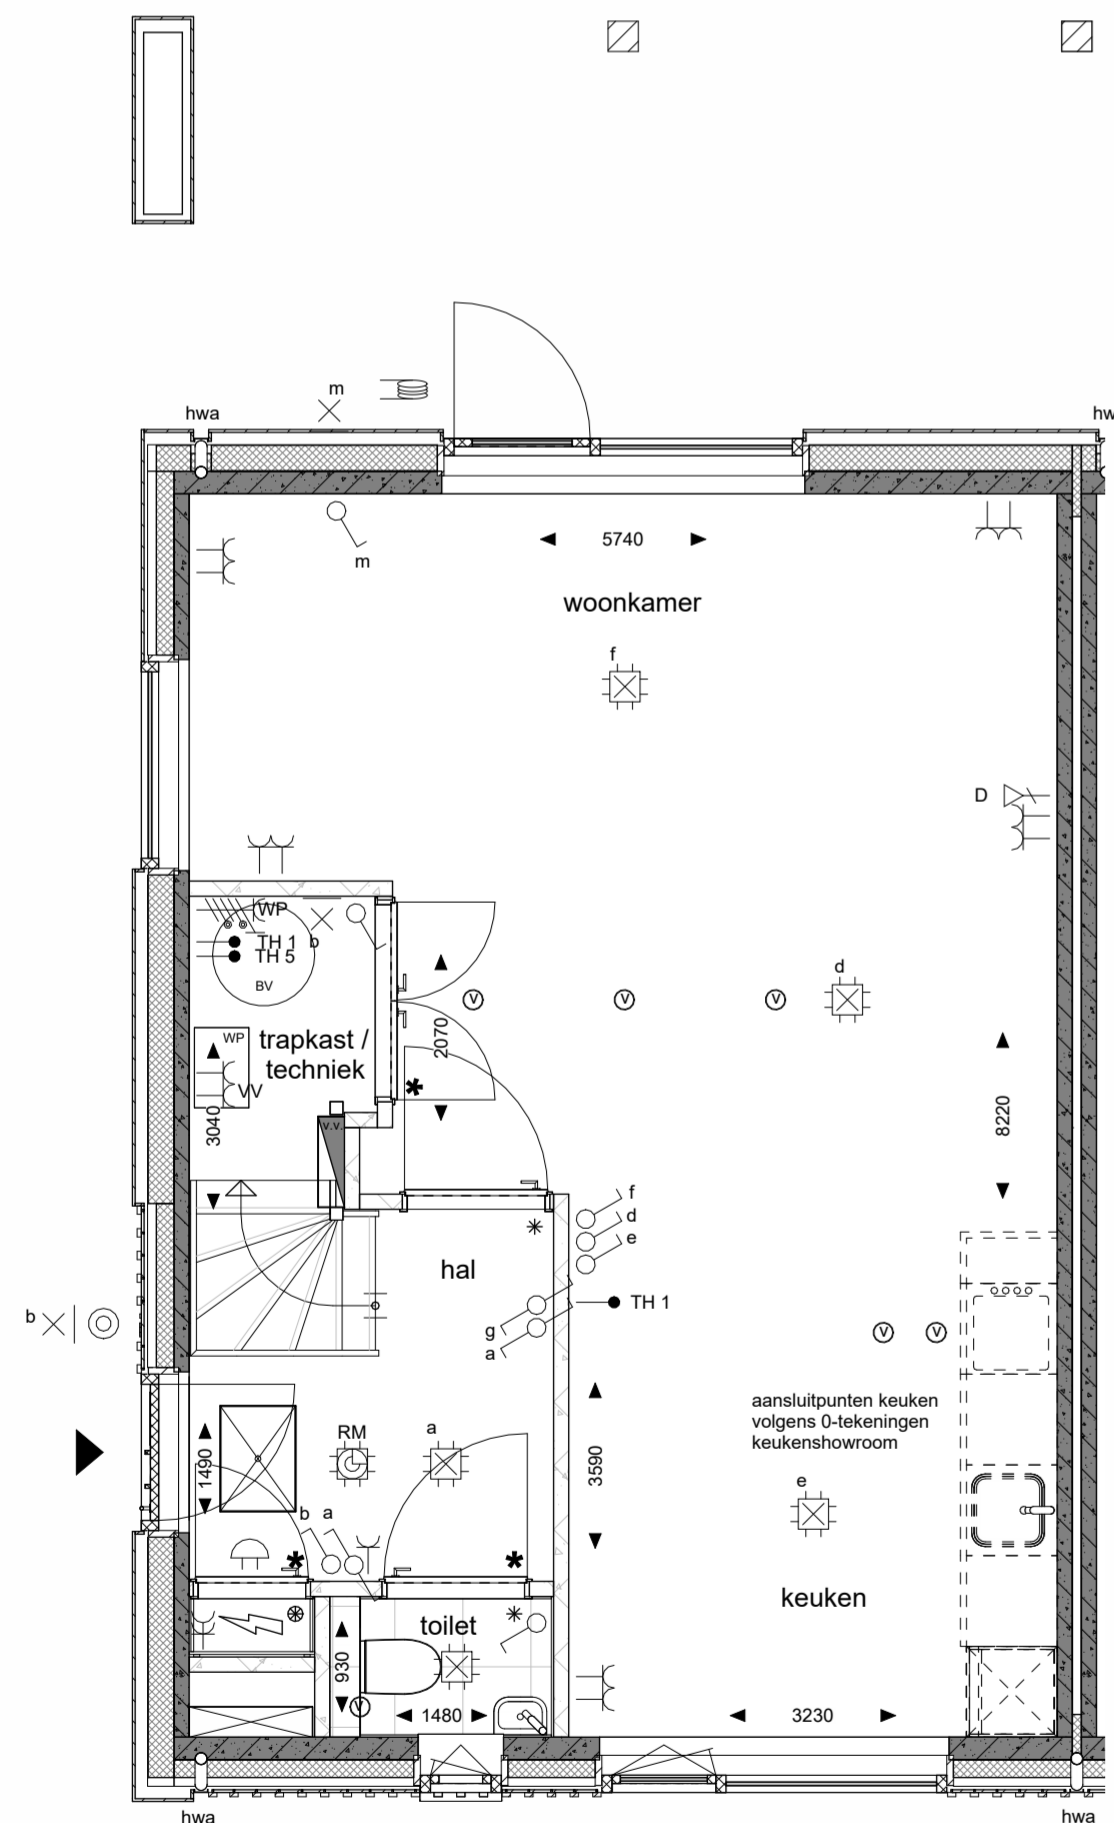 m
hwa
hw
m
5740
woonkamer
f
D
WP
TH 1
b
TH 5
BV
d
V
V
V
2070
WP
trapkast /
techniek
VV
3040
v.v.
*
8220
f
d
e
*
hal
TH 1
g
a
b
V
V
aansluitpunten keuken
volgens 0-tekeningen
keukenshowroom
RM
a
1490
3590
e
b
a
*
*
keuken
toilet
*
930
V
1480
3230
hwa
hwa